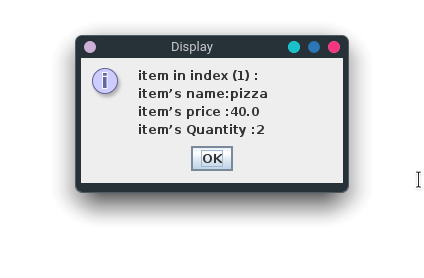 Display
item in index (1) :
item’s name:pizza
item’s price :40.0
item’s Quantity :2
OK